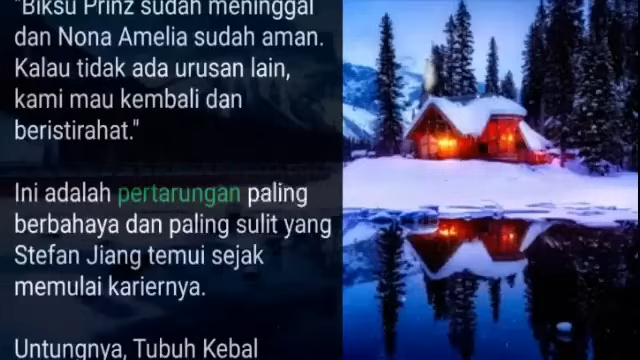 "Biksu Prinz sudah meninggal
dan Nona Amelia sudah aman.
Kalau tidak ada urusan lain,
kami mau kembali dan
beristirahat."
Ini adalah pertarungan paling
berbahaya dan paling sulit yang
Stefan Jiang temui sejak
memulai kariernya.
Untungnya, Tubuh Kebal